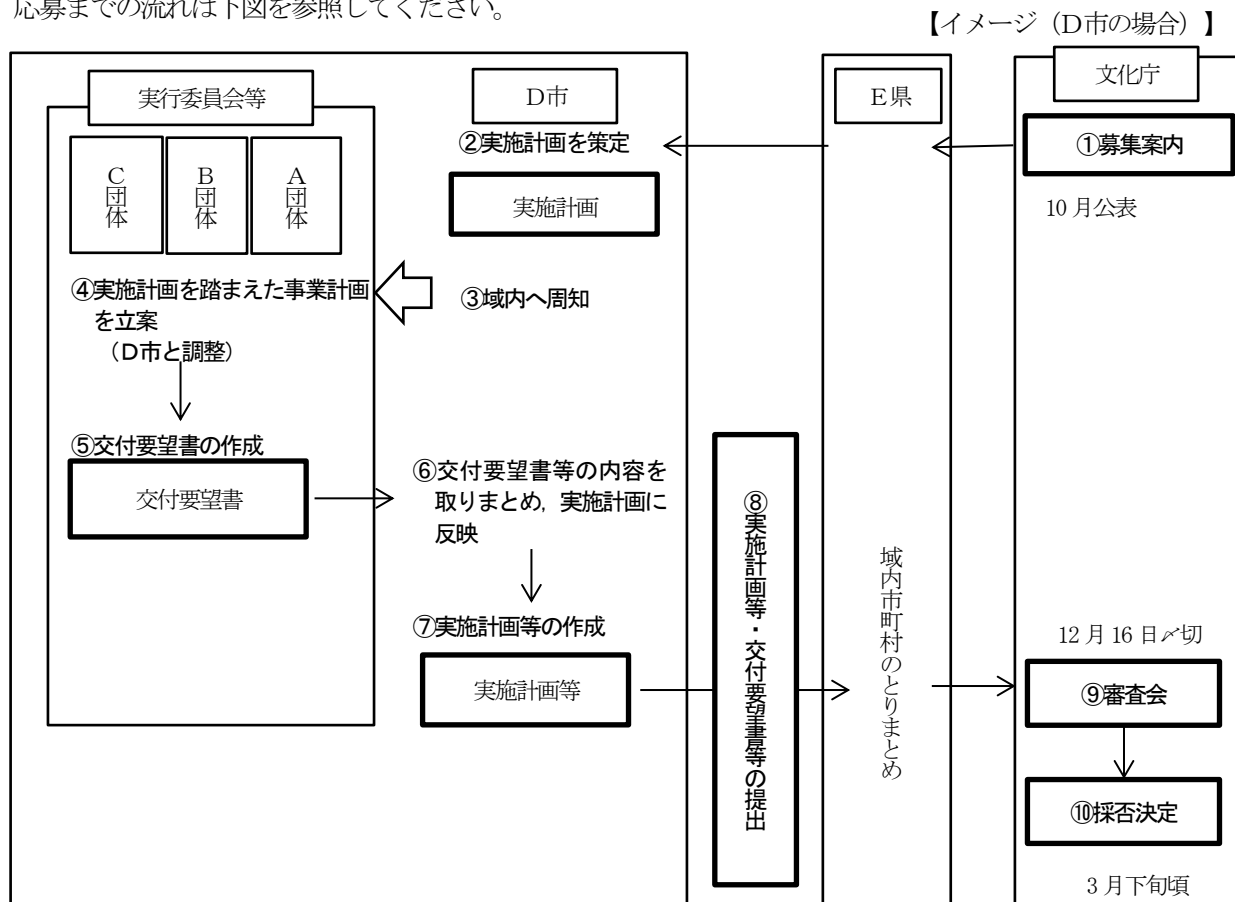 応募までの流れは下図を参照してください。
【イメージ（D市の場合）】
実行委員会等
D市
E県
文化庁
①募集案内
10月公表
②実施計画を策定
実施計画
C団体
B団体
A団体
③域内へ周知
④実施計画を踏まえた事業計画
を立案
（D市と調整）
⑤交付要望書の作成
交付要望書
⑥交付要望書等の内容を
取りまとめ，実施計画に
反映
⑦実施計画等の作成
実施計画等
⑧実施計画等・交付要望書等の提出
域内市町村のとりまとめ
12月16日〆切
⑨審査会
⑩採否決定
3月下旬頃